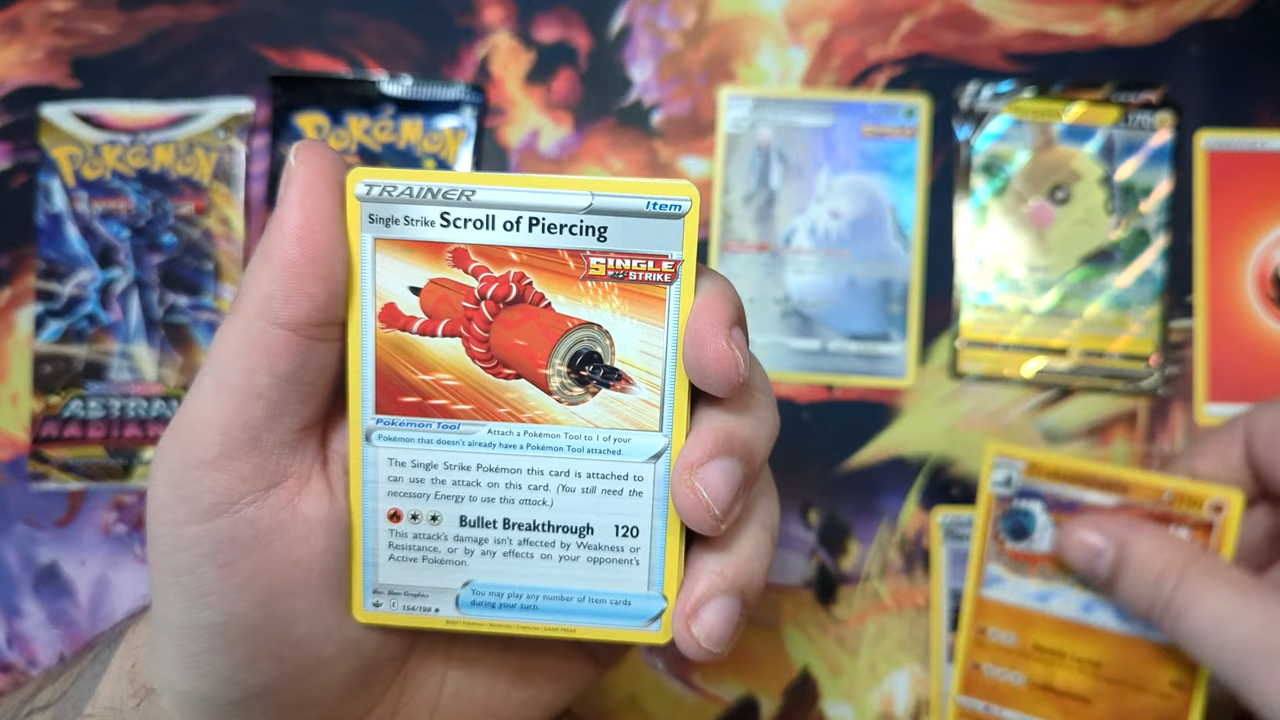 POKÉMON
ASTRAL
RADIANCE
POKÉMON
TRAINER
Item
Single Strike Scroll of Piercing
SINGLE
STRIKE
Pokémon Tool
Attach a Pokémon Tool to 1 of your
Pokémon that doesn't already have a Pokémon Tool attached.
The Single Strike Pokémon this card is attached to
can use the attack on this card. (You still need the
necessary Energy to use this attack.)
Bullet Breakthrough 120
This attack's damage isn't affected by Weakness or
Resistance, or by any effects on your opponent's
Active Pokémon.
You may play any number of Item cards
during your turn.
E 154/198
170